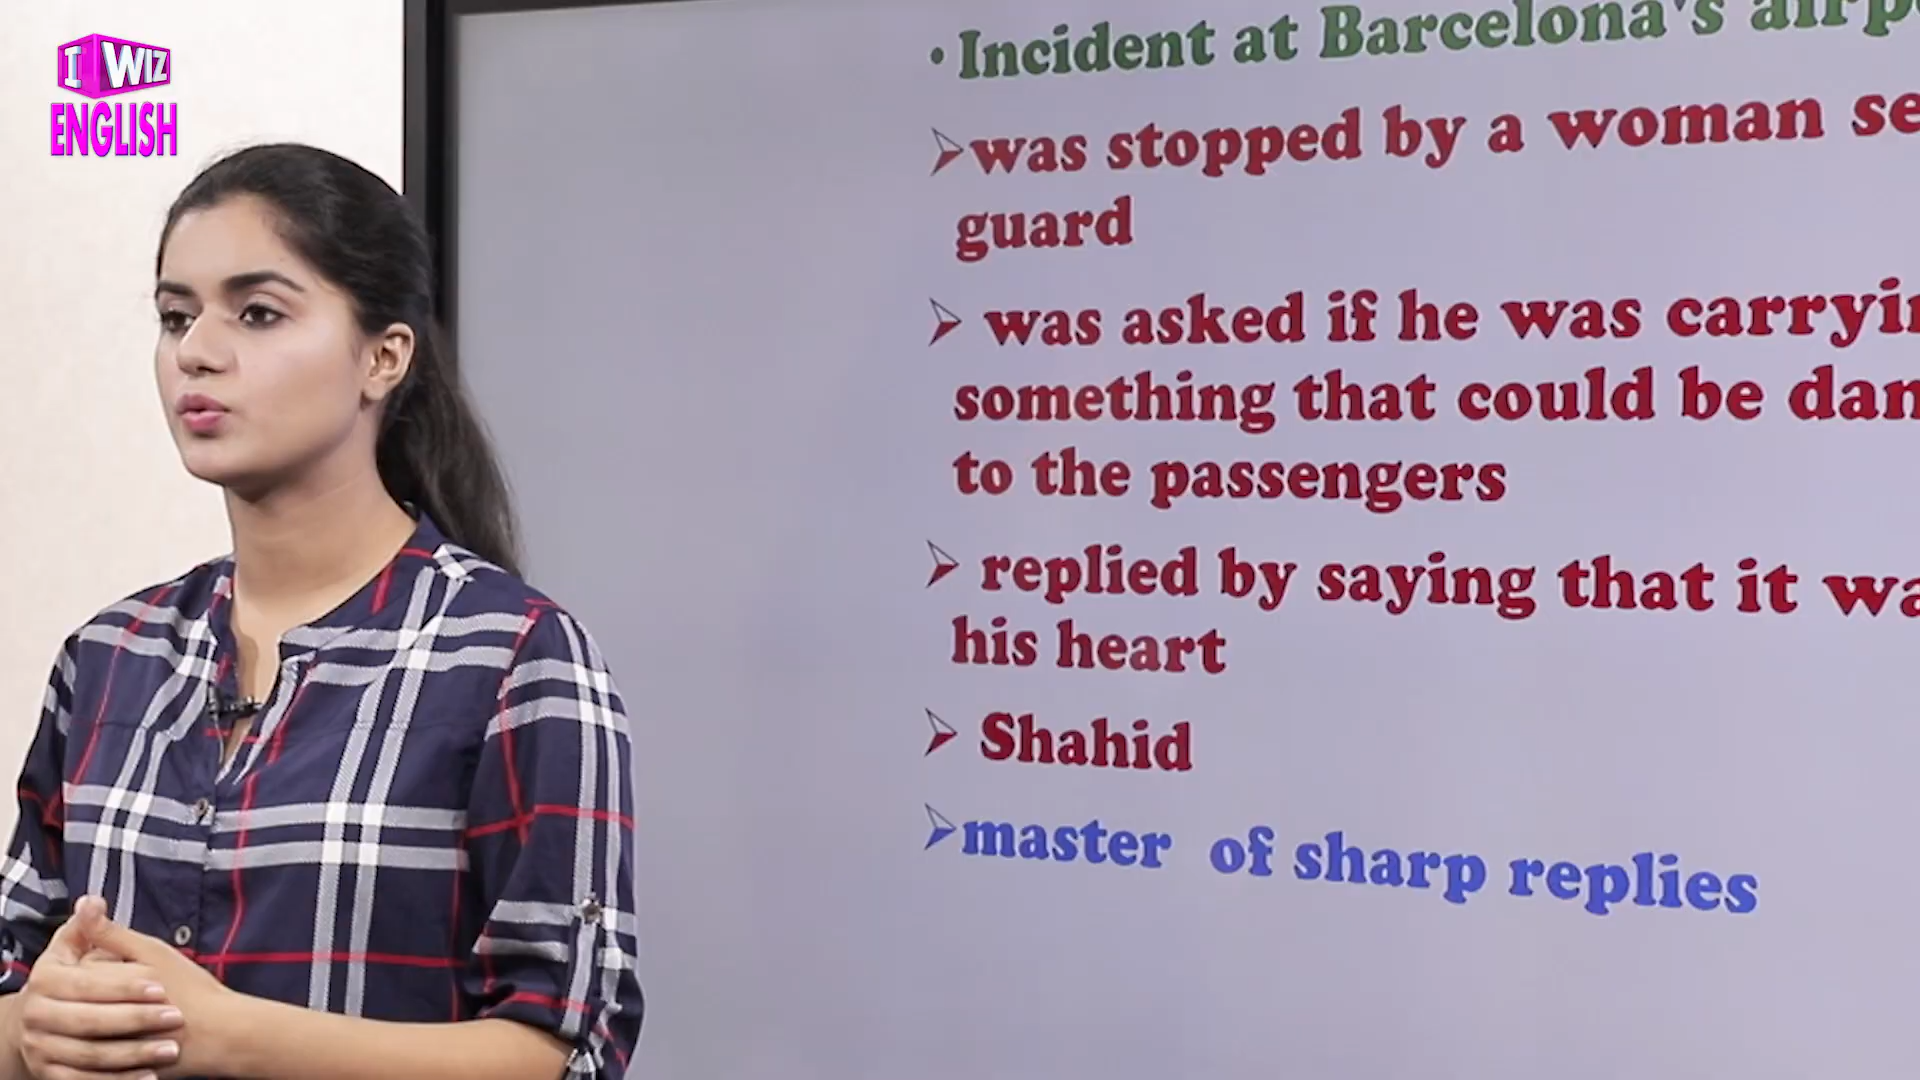 I WIZ
ENGLISH
• Incident at Barcelona's
was stopped by a woman
guard
was asked if he was
something that could be
to the passengers
replied by saying that it
his heart
Shahid
master of sharp replies